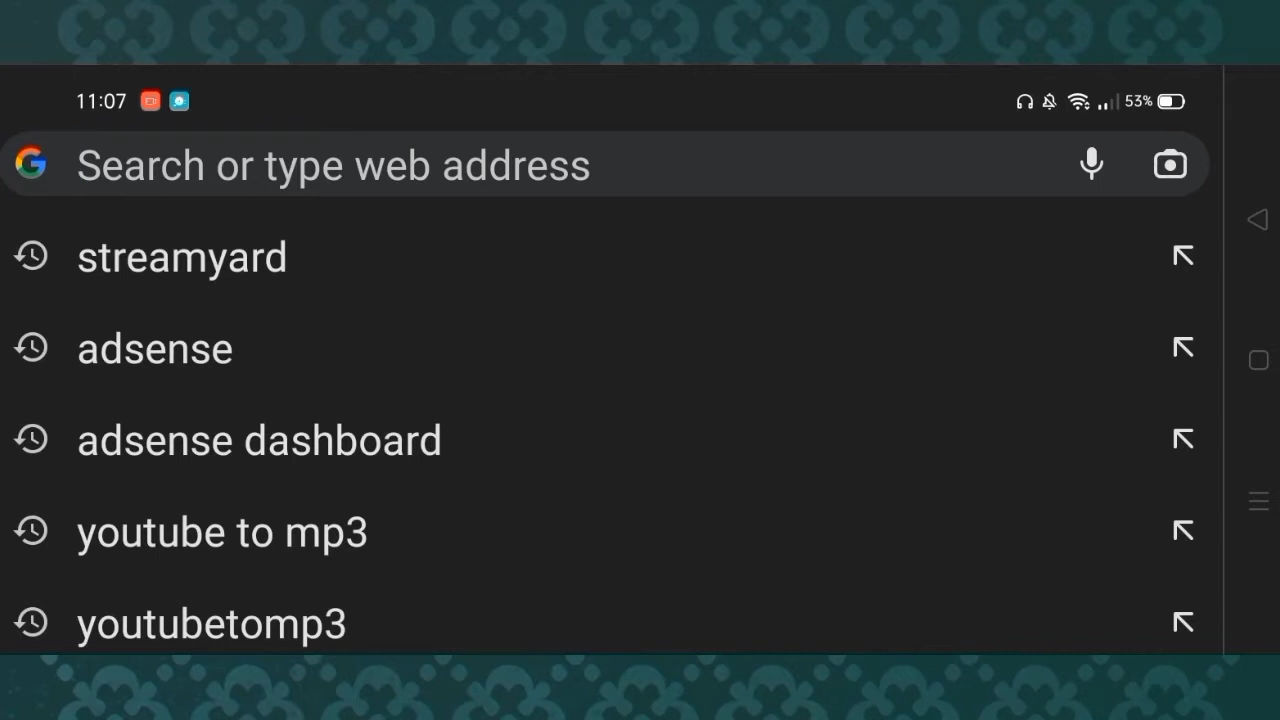 11:07
53%
Search or type web address
streamyard
adsense
adsense dashboard
youtube to mp3
youtubetomp3